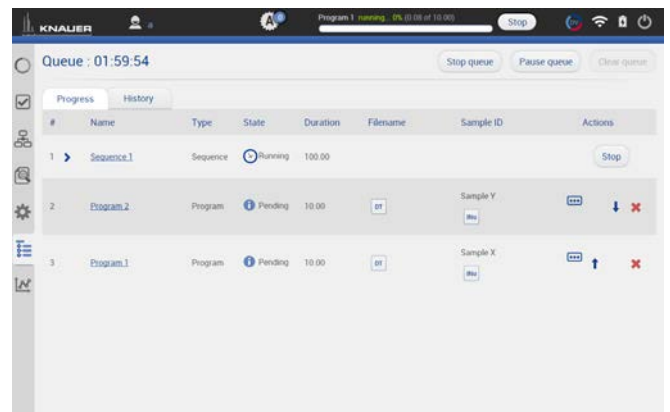 KNAUER
a
A
Program 1 running... 0% (0.08 of 10.00)
Stop
Queue : 01:59:54
Stop queue
Pause queue
Clear queue
Progress
History
# Name Type State Duration Filename Sample ID Actions
1 Sequence 1 Sequence Running 100.00 Stop
2 Program 2 Program Pending 10.00 DT Sample Y
3 Program 1 Program Pending 10.00 DT Sample X